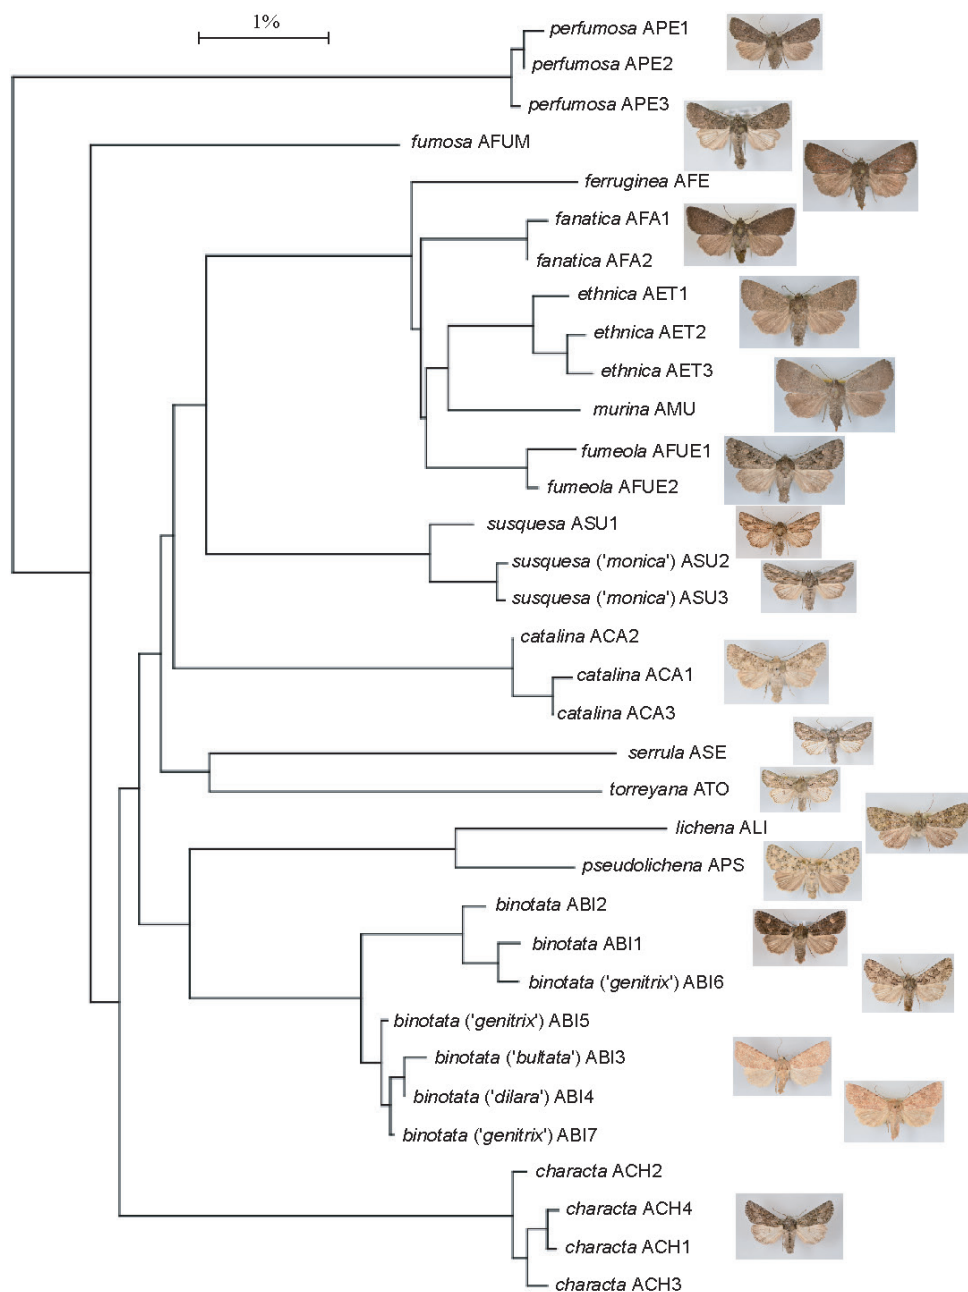 1%
perfumosa APE1
perfumosa APE2
perfumosa APE3
fumosa AFUM
ferruginea AFE
fanatica AFA1
fanatica AFA2
ethnica AET1
ethnica AET2
ethnica AET3
murina AMU
fumeola AFUE1
fumeola AFUE2
susquesa ASU1
susquesa ('monica') ASU2
susquesa ('monica') ASU3
catalina ACA2
catalina ACA1
catalina ACA3
serrula ASE
torreyana ATO
lichena ALI
pseudolichena APS
binotata ABI2
binotata ABI1
binotata ('genitrix') ABI6
binotata ('genitrix') ABI5
binotata ('bultata') ABI3
binotata ('dilara') ABI4
binotata ('genitrix') ABI7
characta ACH2
characta ACH4
characta ACH1
characta ACH3